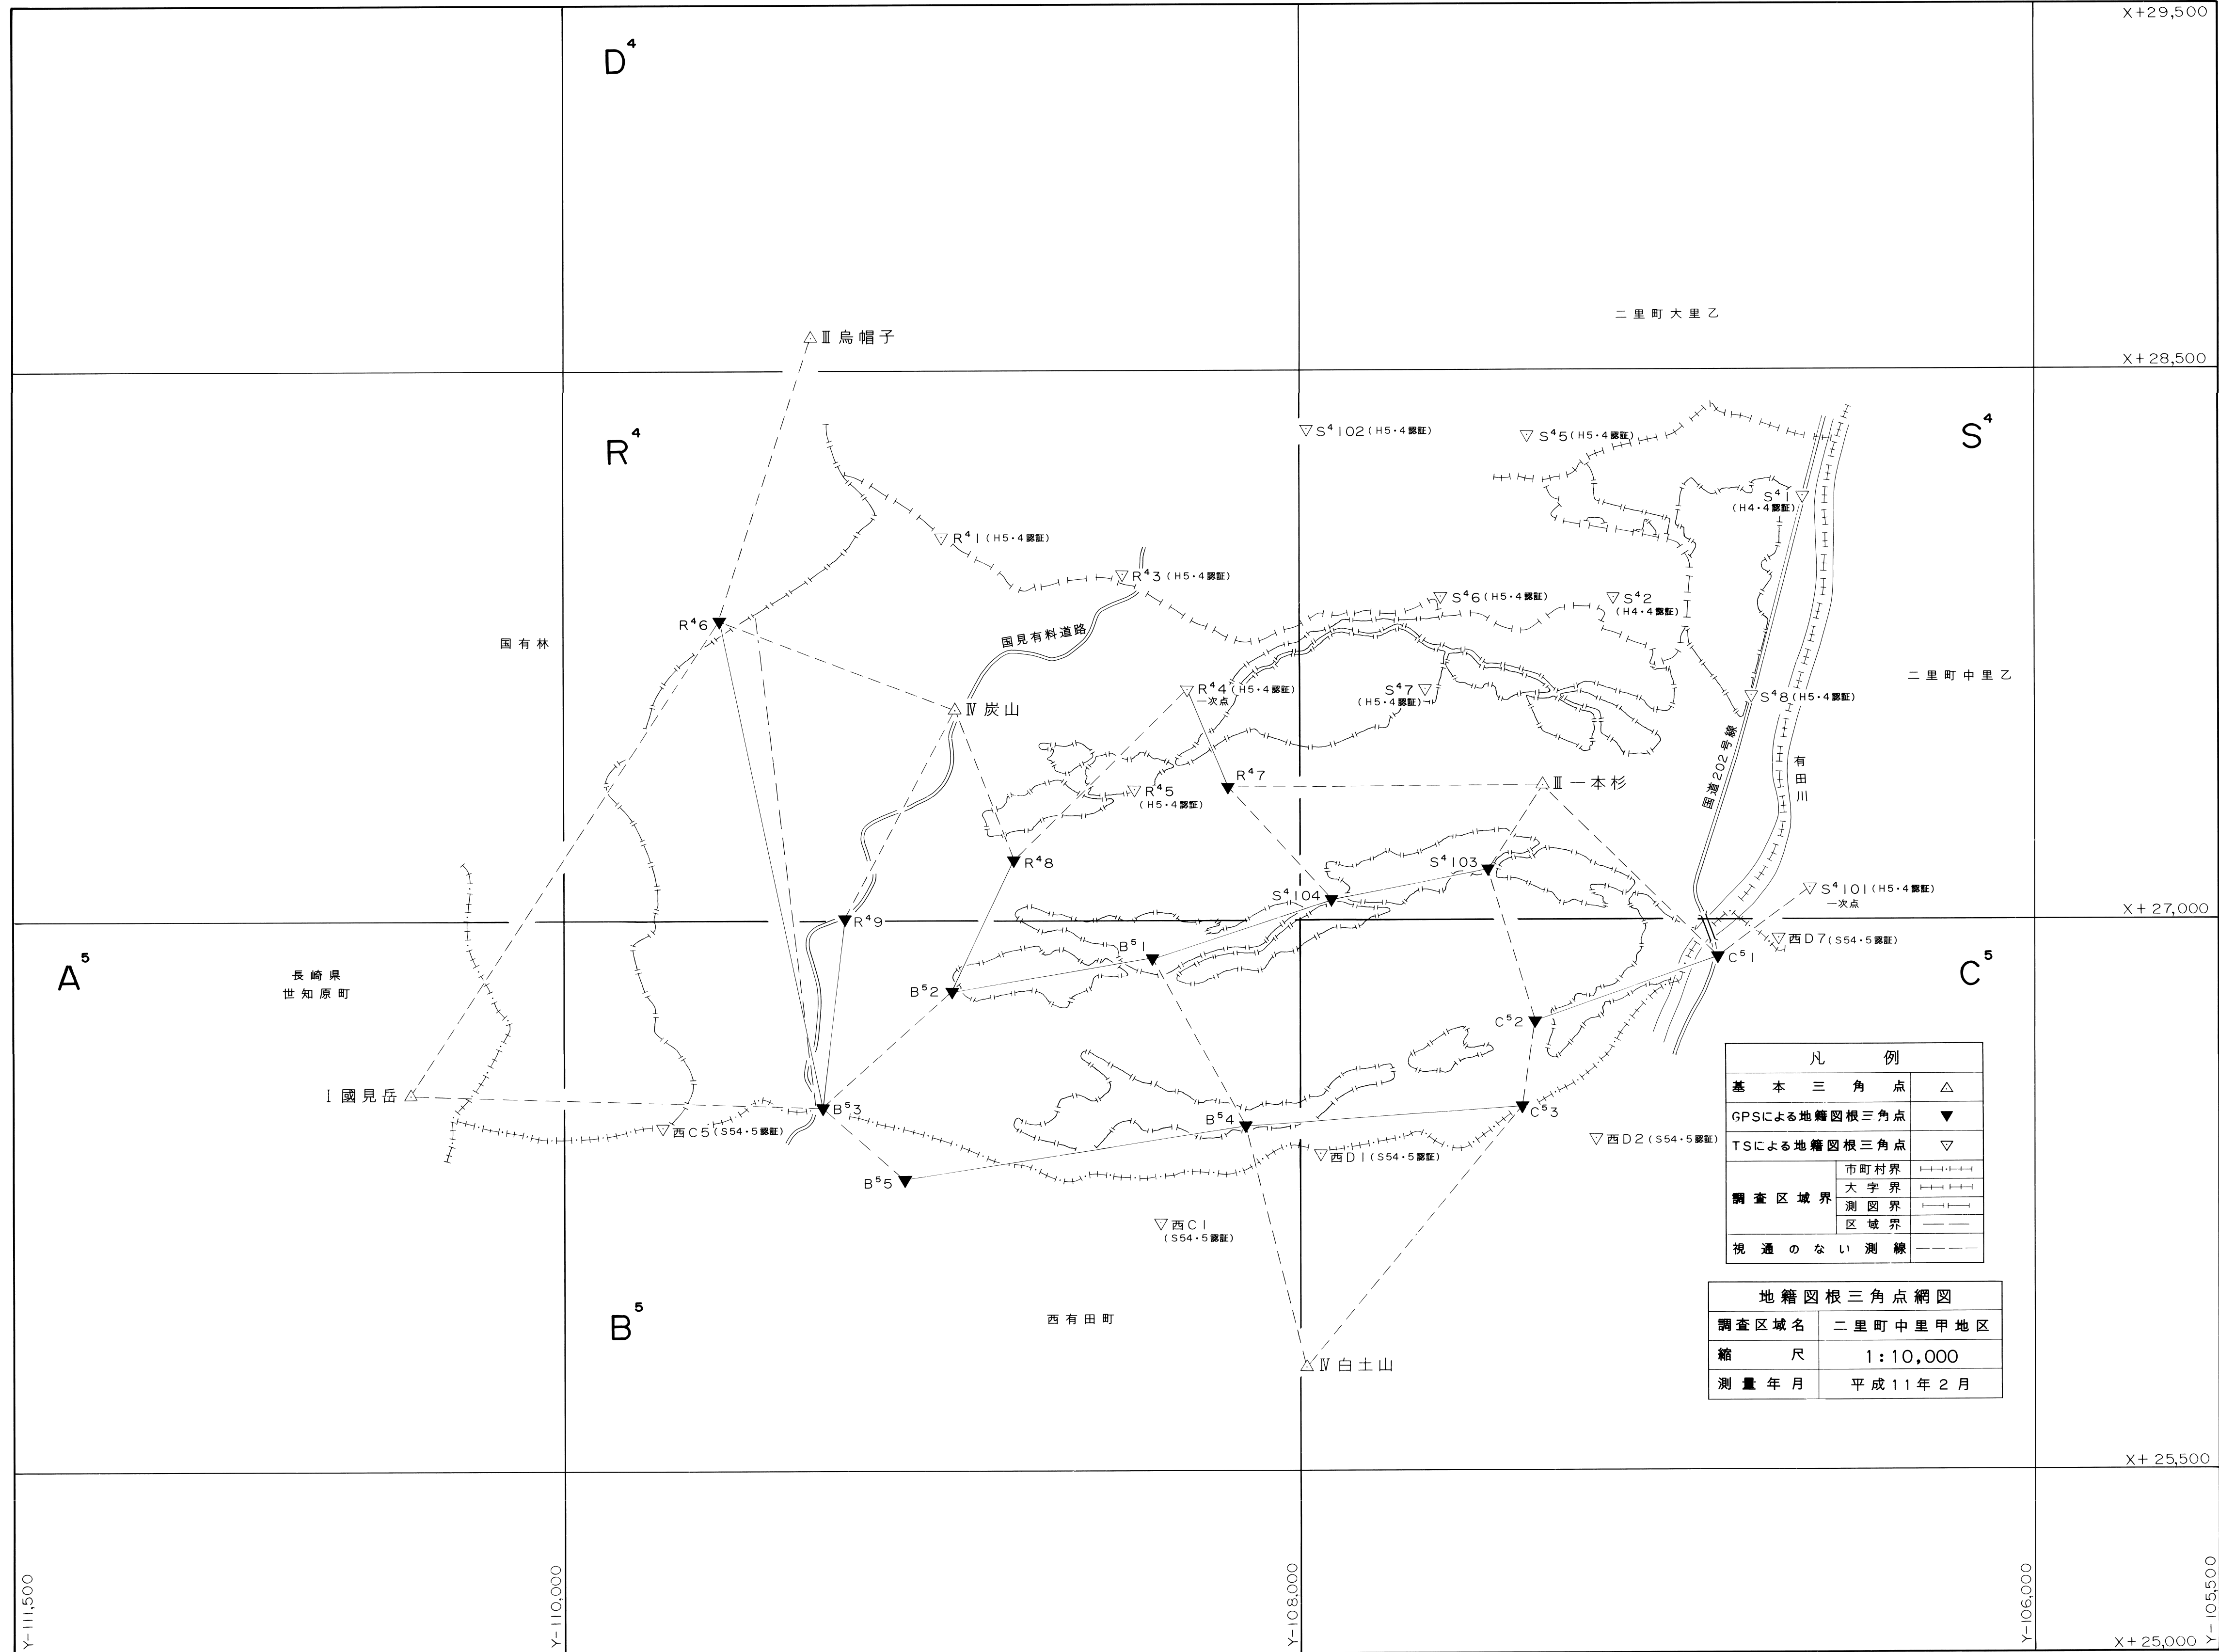 X+29,500
D⁴
二里町大里乙
Ⅲ 烏帽子
X+28,500
R⁴
S⁴102(H5・4認証)
S⁴5(H5・4認証)
S⁴
S⁴1
(H4・4認証)
R⁴1(H5・4認証)
R⁴3(H5・4認証)
S⁴6(H5・4認証)
S⁴2
(H4・4認証)
R⁴6
国見有料道路
国有林
二里町中里乙
R⁴4(H5・4認証)
一次点
S⁴7
(H5・4認証)
S⁴8(H5・4認証)
Ⅳ 炭山
国道202号線
有田川
R⁴7
Ⅲ 一本杉
R⁴5
(H5・4認証)
R⁴8
S⁴103
S⁴104
S⁴101(H5・4認証)
一次点
X+27,000
R⁴9
B⁵1
西D7(S54・5認証)
C⁵1
A⁵
長崎県
世知原町
C⁵
B⁵2
C⁵2
Ⅰ 國見岳
B⁵3
B⁵4
C⁵3
西C5(S54・5認証)
西D2(S54・5認証)
西D1(S54・5認証)
B⁵5
西C1
(S54・5認証)
凡例
基本三角点
GPSによる地籍図根三角点
TSによる地籍図根三角点
調査区域界
市町村界
大字界
測図界
区域界
視通のない測線
B⁵
西有田町
Ⅳ 白土山
地籍図根三角点網図
調査区域名 二里町中里甲地区
縮尺 1:10,000
測量年月 平成11年2月
X+25,500
Y-111,500
Y-110,000
Y-108,000
Y-106,000
Y-105,500
X+25,000